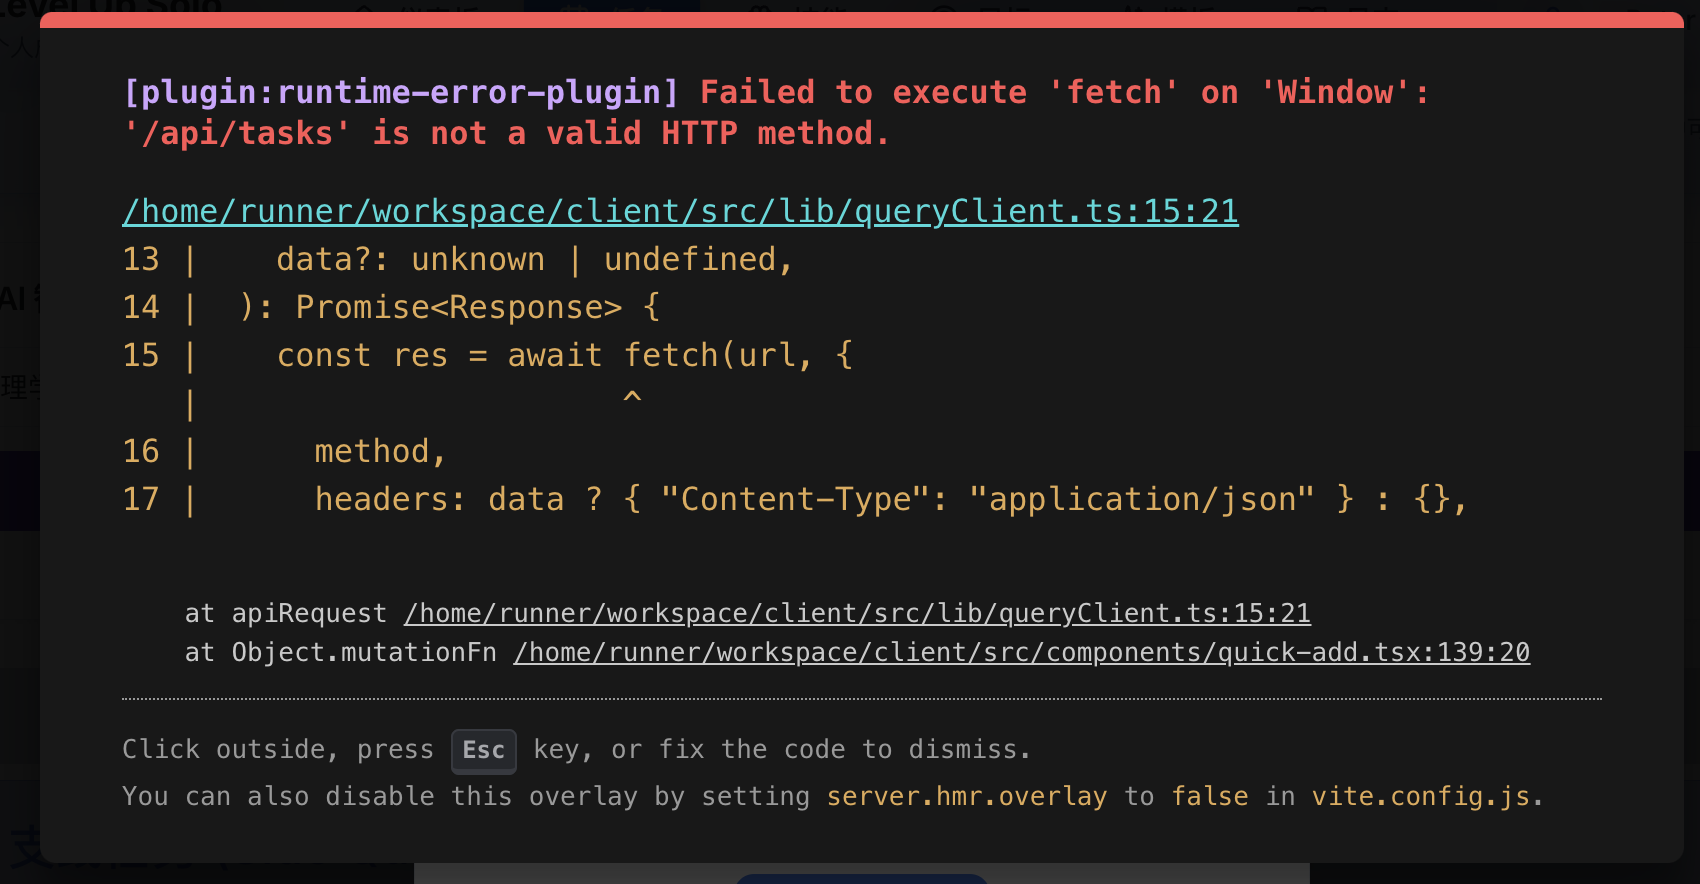 [plugin:runtime-error-plugin] Failed to execute 'fetch' on 'Window':
'/api/tasks' is not a valid HTTP method.
/home/runner/workspace/client/src/lib/queryClient.ts:15:21
13 |    data?: unknown | undefined,
14 |  ): Promise<Response> {
15 |    const res = await fetch(url, {
   |                      ^
16 |      method,
17 |      headers: data ? { "Content-Type": "application/json" } : {},
at apiRequest /home/runner/workspace/client/src/lib/queryClient.ts:15:21
at Object.mutationFn /home/runner/workspace/client/src/components/quick-add.tsx:139:20
Click outside, press Esc key, or fix the code to dismiss.
You can also disable this overlay by setting server.hmr.overlay to false in vite.config.js.